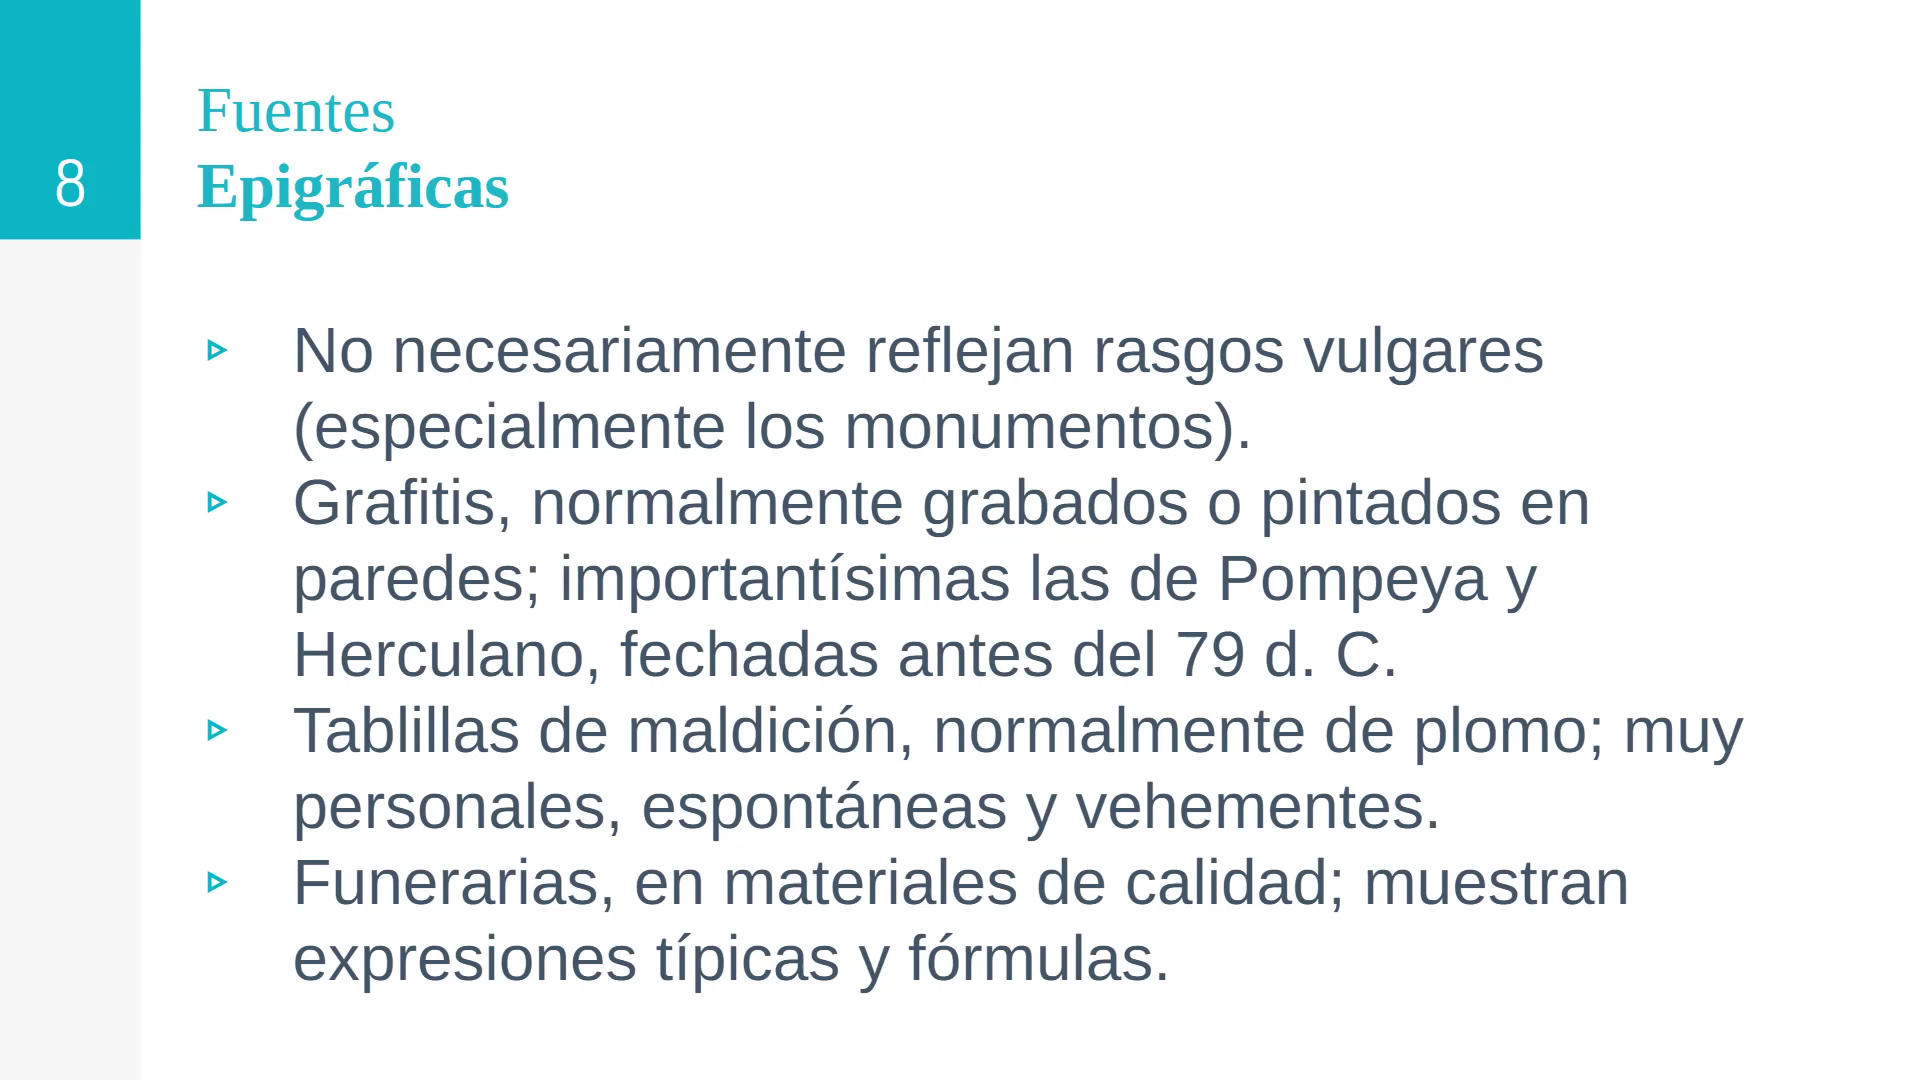 8
Fuentes
Epigráficas
No necesariamente reflejan rasgos vulgares
(especialmente los monumentos).
Grafitis, normalmente grabados o pintados en
paredes; importantísimas las de Pompeya y
Herculano, fechadas antes del 79 d. C.
Tablillas de maldición, normalmente de plomo; muy
personales, espontáneas y vehementes.
Funerarias, en materiales de calidad; muestran
expresiones típicas y fórmulas.